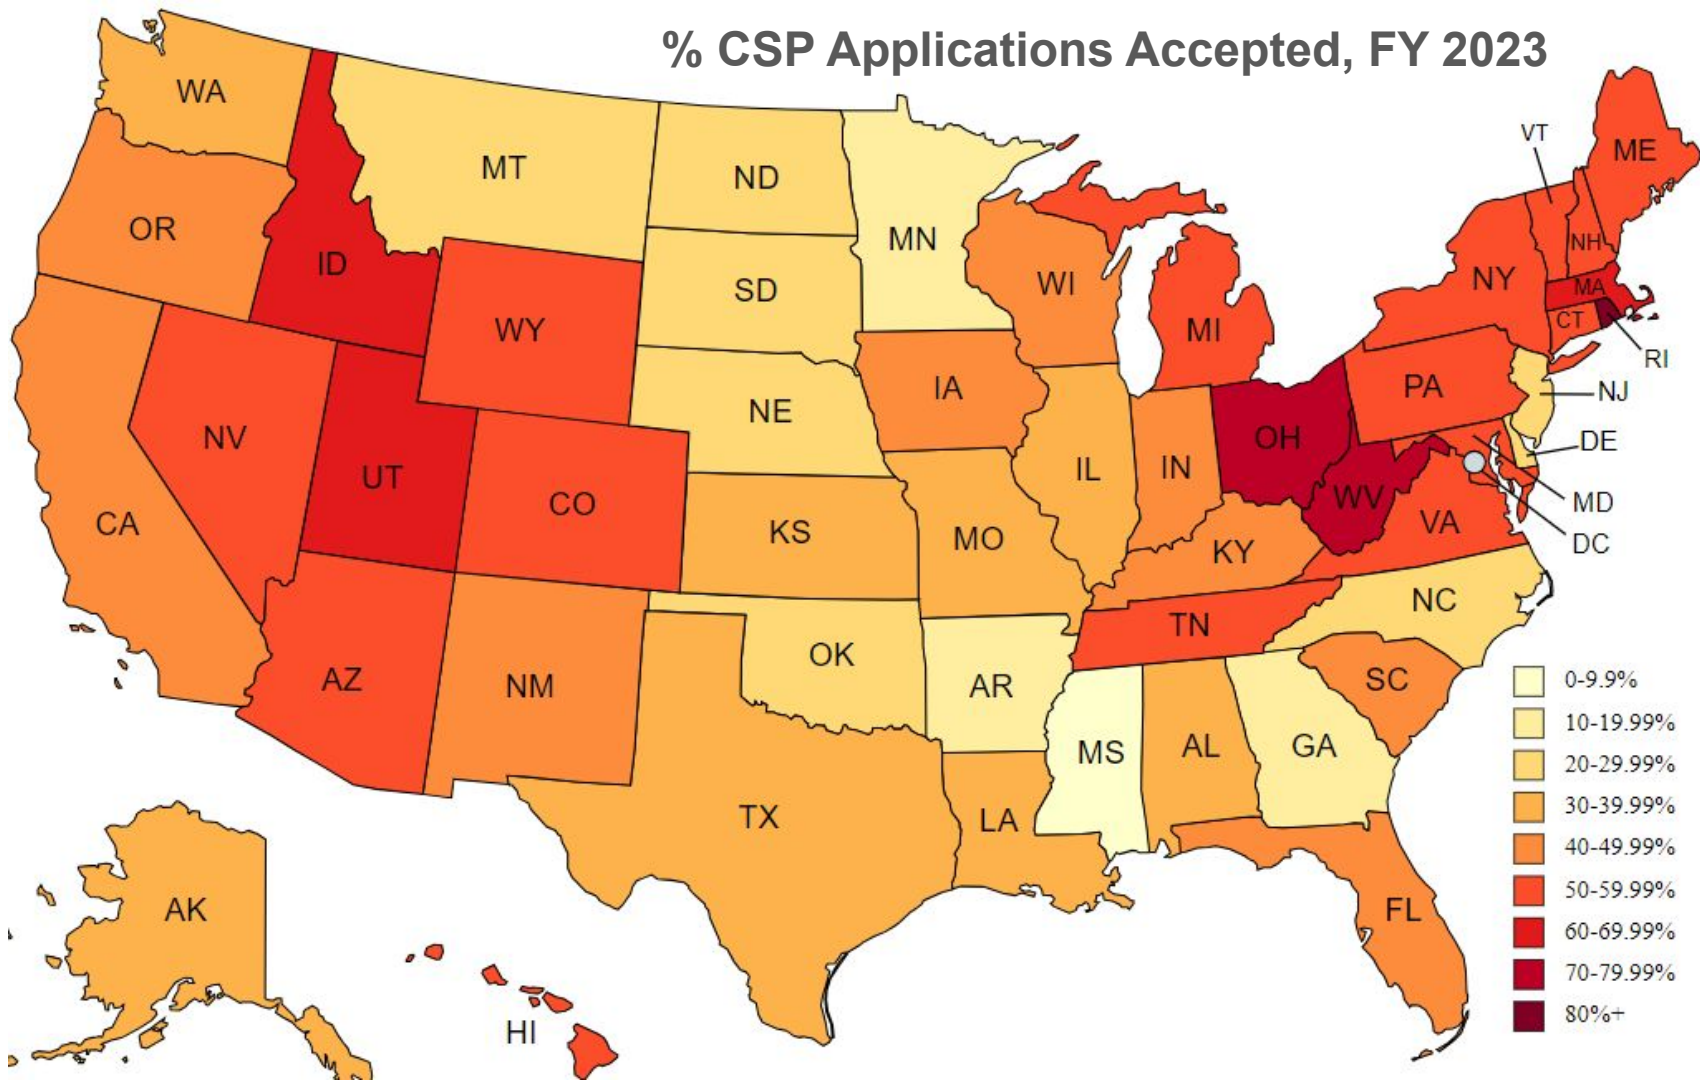 % CSP Applications Accepted, FY 2023
WA
MT
ND
MN
VT
ME
OR
ID
SD
WI
NH
NY
MA
WY
MI
CT
RI
IA
NE
PA
NJ
NV
OH
DE
UT
CO
IL
IN
WV
MD
CA
KS
MO
KY
VA
DC
NC
TN
OK
AZ
NM
AR
SC
MS
AL
GA
TX
LA
AK
FL
HI
0-9.9%
10-19.99%
20-29.99%
30-39.99%
40-49.99%
50-59.99%
60-69.99%
70-79.99%
80%+